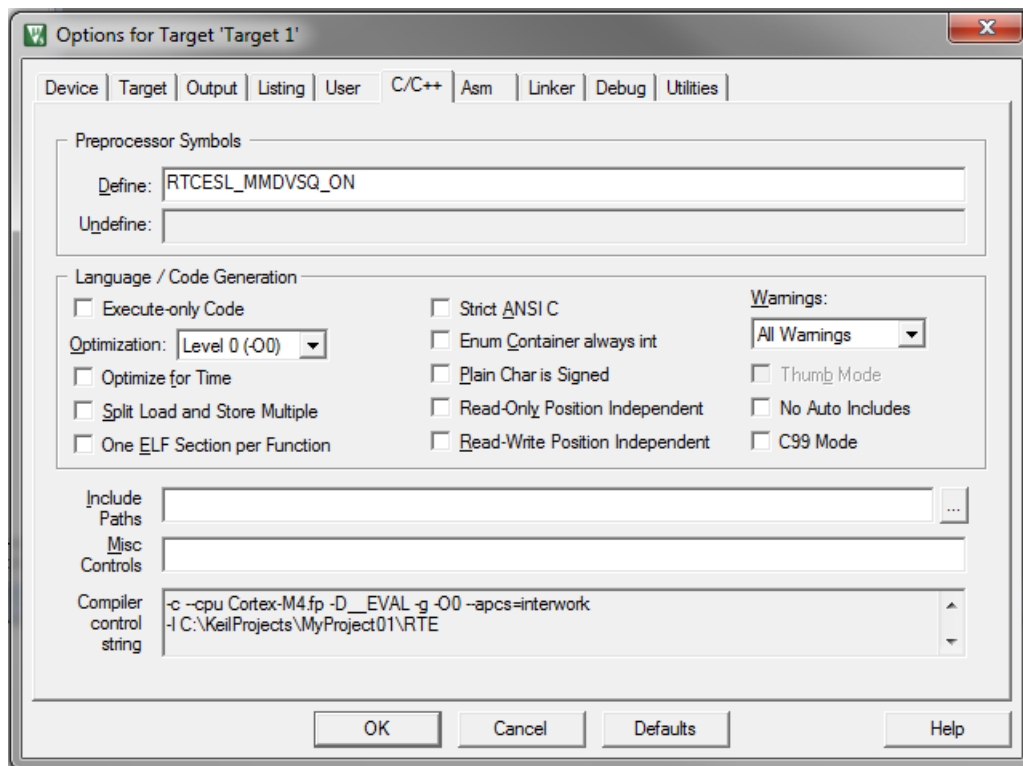 Options for Target 'Target 1'
Device Target Output Listing User C/C++ Asm Linker Debug Utilities
Preprocessor Symbols
Define: RTCESL_MMDVSQ_ON
Undefine:
Language / Code Generation
Execute-only Code
Strict ANSI C
Warnings:
Optimization: Level 0 (-O0)
Enum Container always int
All Warnings
Optimize for Time
Plain Char is Signed
Thumb Mode
Split Load and Store Multiple
Read-Only Position Independent
No Auto Includes
One ELF Section per Function
Read-Write Position Independent
C99 Mode
Include
Paths
...
Misc
Controls
Compiler
control
string
-c --cpu Cortex-M4.fp -D__EVAL -g -O0 --apcs=interwork
-I C:\KeilProjects\MyProject01\RTE
OK Cancel Defaults Help